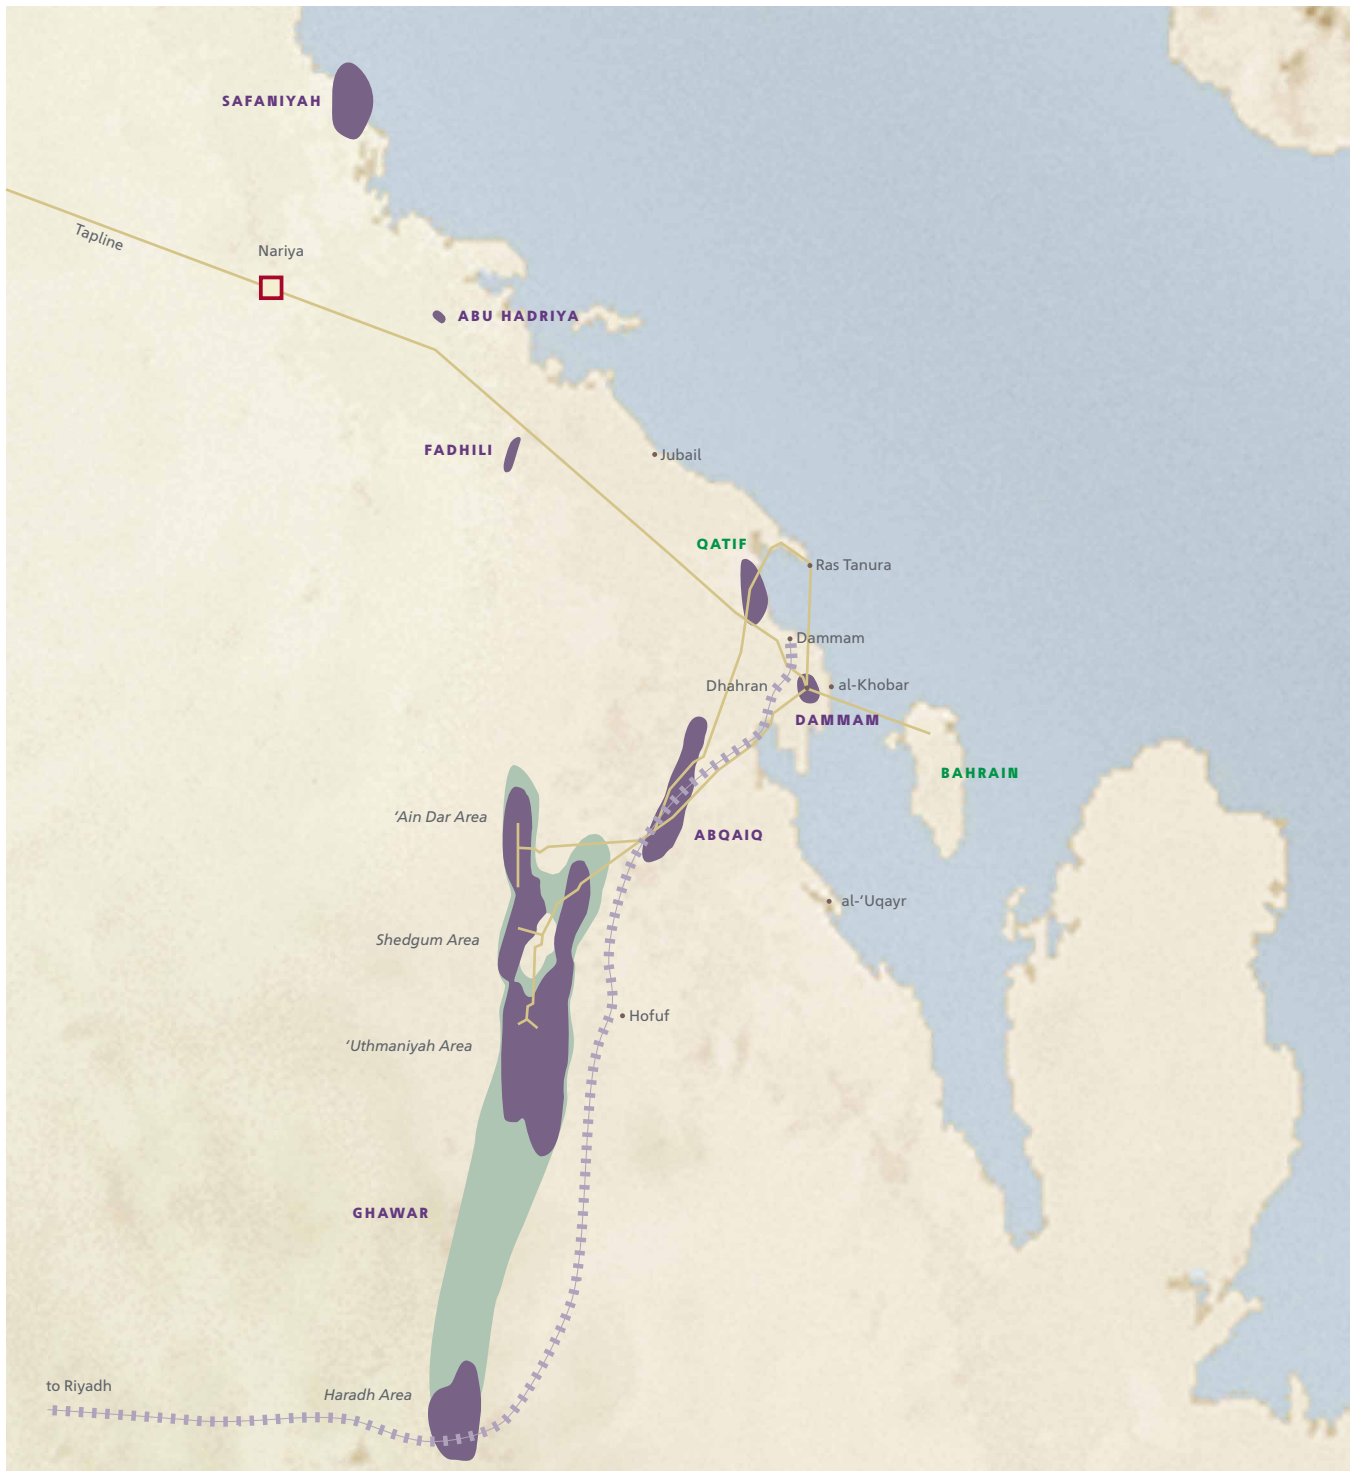 SAFANIYAH
Tapline
Nariya
ABU HADRIYA
FADHILI
Jubail
QATIF
Ras Tanura
Dammam
Dhahran
al-Khobar
DAMMAM
BAHRAIN
‘Ain Dar Area
ABQAIQ
al-‘Uqayr
Shedgum Area
Hofuf
‘Uthmaniyah Area
GHAWAR
to Riyadh
Haradh Area